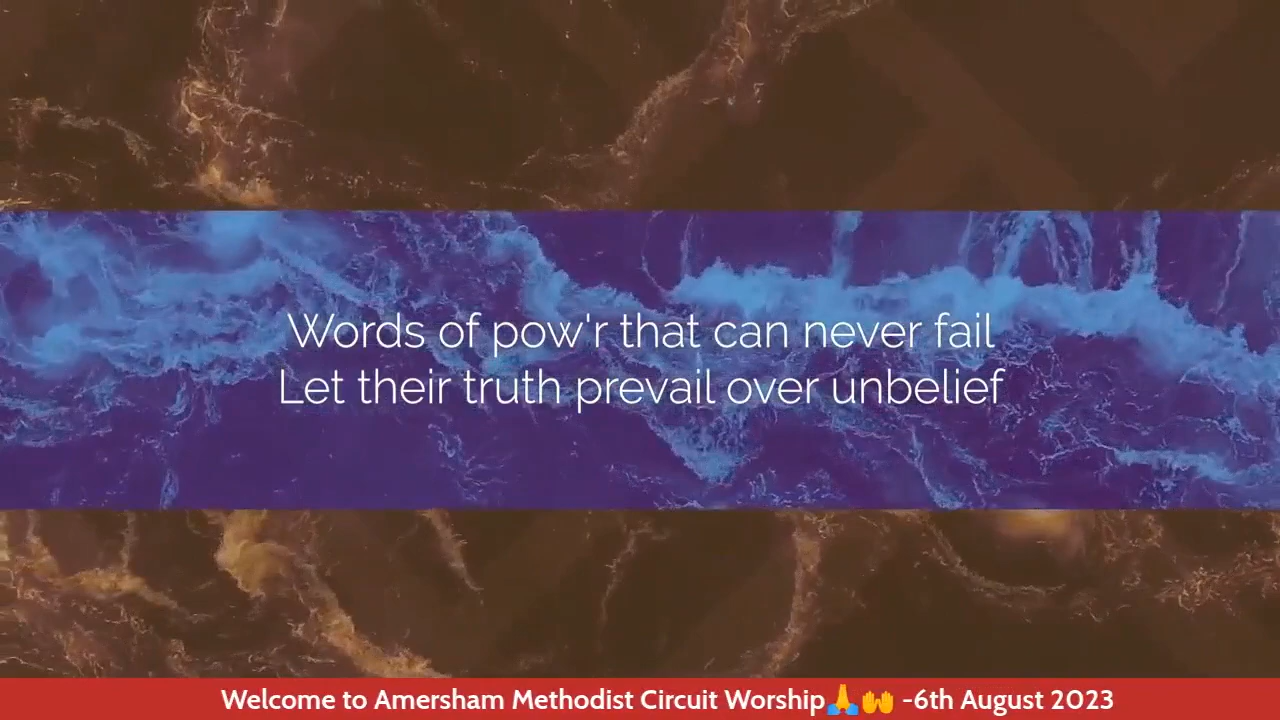 Words of pow'r that can never fail
Let their truth prevail over unbelief
Welcome to Amersham Methodist Circuit Worship🙏🙌 -6th August 2023